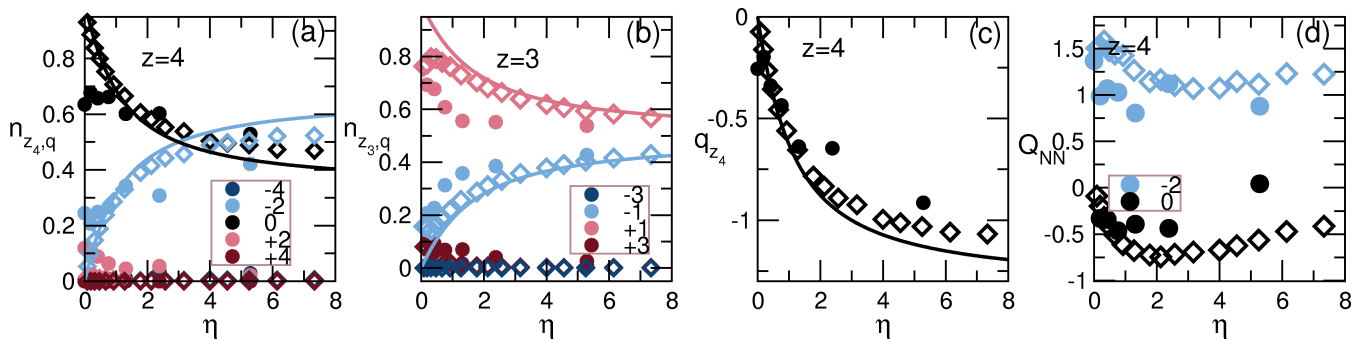 (a)
z=4
n_{z_4,q}
0.8
0.6
0.4
0.2
0
-4
-2
0
+2
+4
0 2 4 6 8
η
(b)
z=3
n_{z_3,q}
0.8
0.6
0.4
0.2
0
-3
-1
+1
+3
0 2 4 6 8
η
(c)
z=4
q_{z_4}
0
-0.5
-1
0 2 4 6 8
η
(d)
z=4
Q_{NN}
1.5
1
0.5
0
-0.5
-1
-2
0
0 2 4 6 8
η